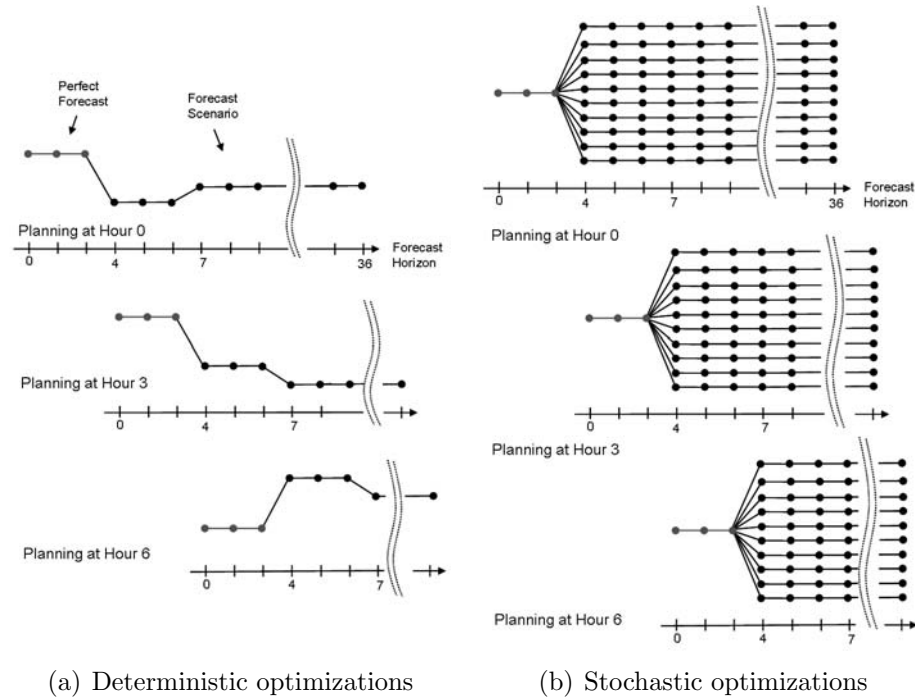 Perfect
Forecast
Forecast
Scenario
Planning at Hour 0
0 4 7 36
Forecast
Horizon
Planning at Hour 3
0 4 7
Planning at Hour 6
0 4 7
(a) Deterministic optimizations
0 4 7 36
Forecast
Horizon
Planning at Hour 0
0 4 7
Planning at Hour 3
0 4 7
Planning at Hour 6
(b) Stochastic optimizations